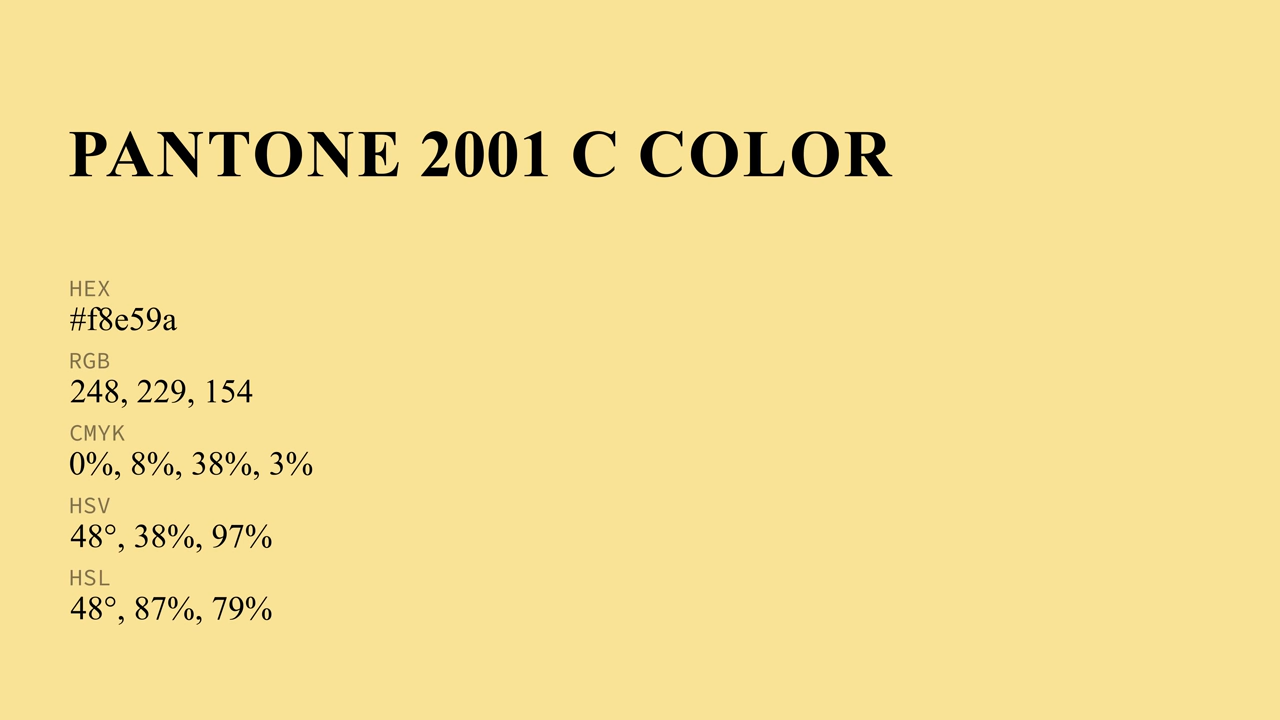 PANTONE 2001 C COLOR
HEX
#f8e59a
RGB
248, 229, 154
CMYK
0%, 8%, 38%, 3%
HSV
48°, 38%, 97%
HSL
48°, 87%, 79%